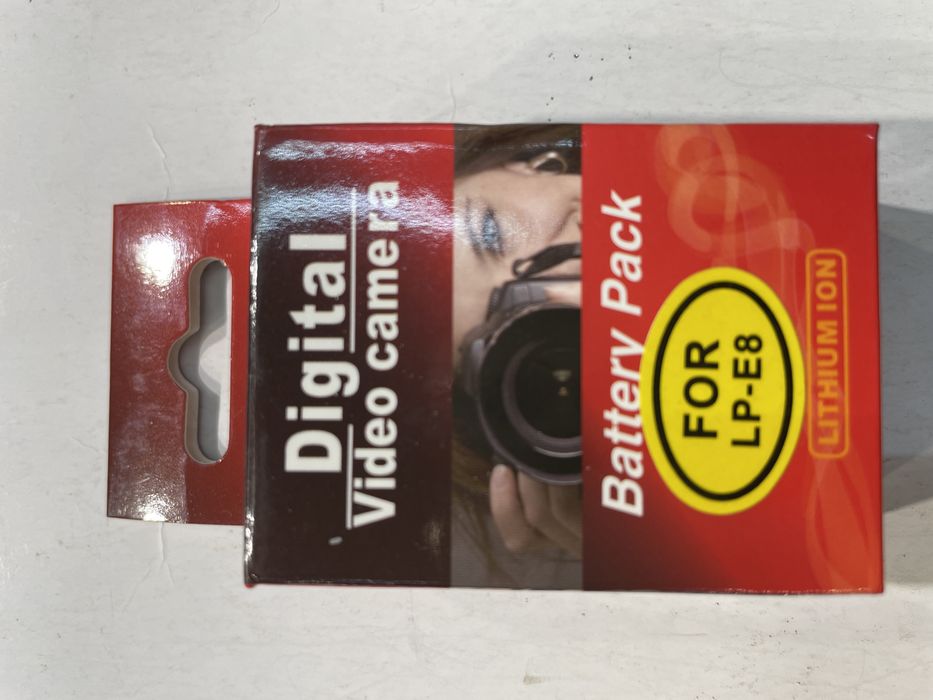 Digital
Video camera
Battery Pack
FOR
LP-E8
LITHIUM ION